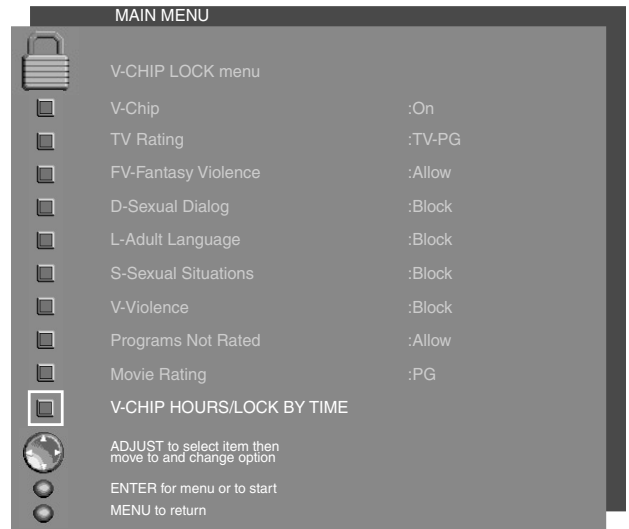 MAIN MENU
V-CHIP LOCK menu
V-Chip :On
TV Rating :TV-PG
FV-Fantasy Violence :Allow
D-Sexual Dialog :Block
L-Adult Language :Block
S-Sexual Situations :Block
V-Violence :Block
Programs Not Rated :Allow
Movie Rating :PG
V-CHIP HOURS/LOCK BY TIME
ADJUST to select item then
move to and change option
ENTER for menu or to start
MENU to return